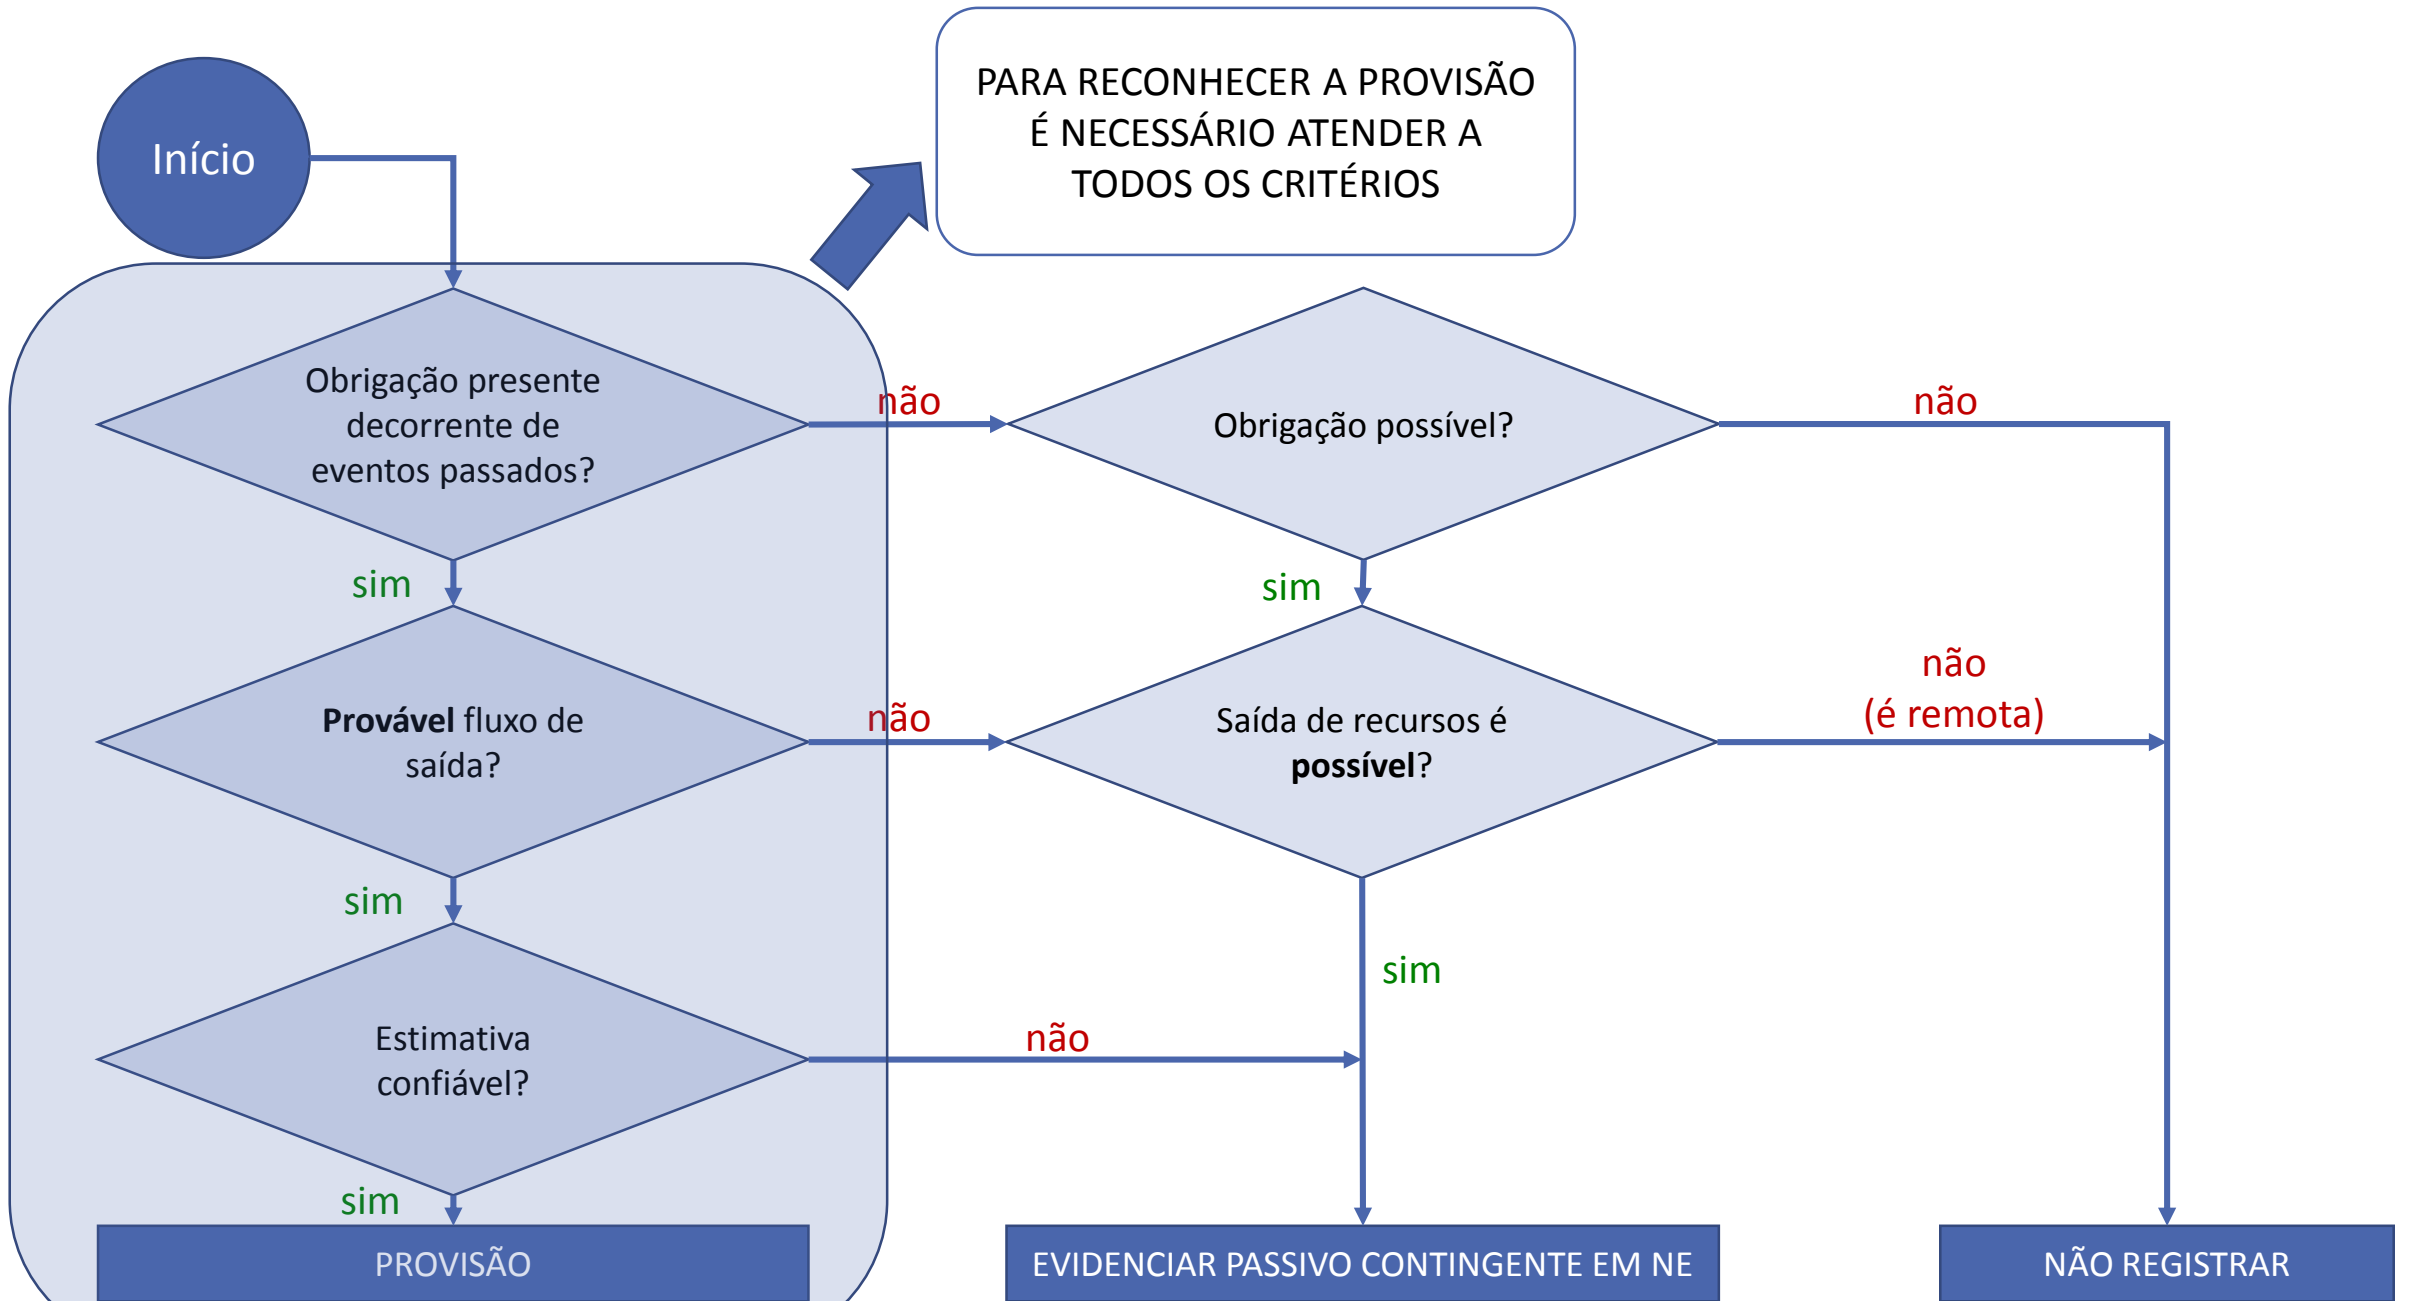 PARA RECONHECER A PROVISÃO
É NECESSÁRIO ATENDER A
TODOS OS CRITÉRIOS
Início
Obrigação presente
decorrente de
eventos passados?
não
Obrigação possível?
não
sim
sim
Provável fluxo de
saída?
não
Saída de recursos é
possível?
não
(é remota)
sim
sim
Estimativa
confiável?
não
sim
PROVISÃO
EVIDENCIAR PASSIVO CONTINGENTE EM NE
NÃO REGISTRAR